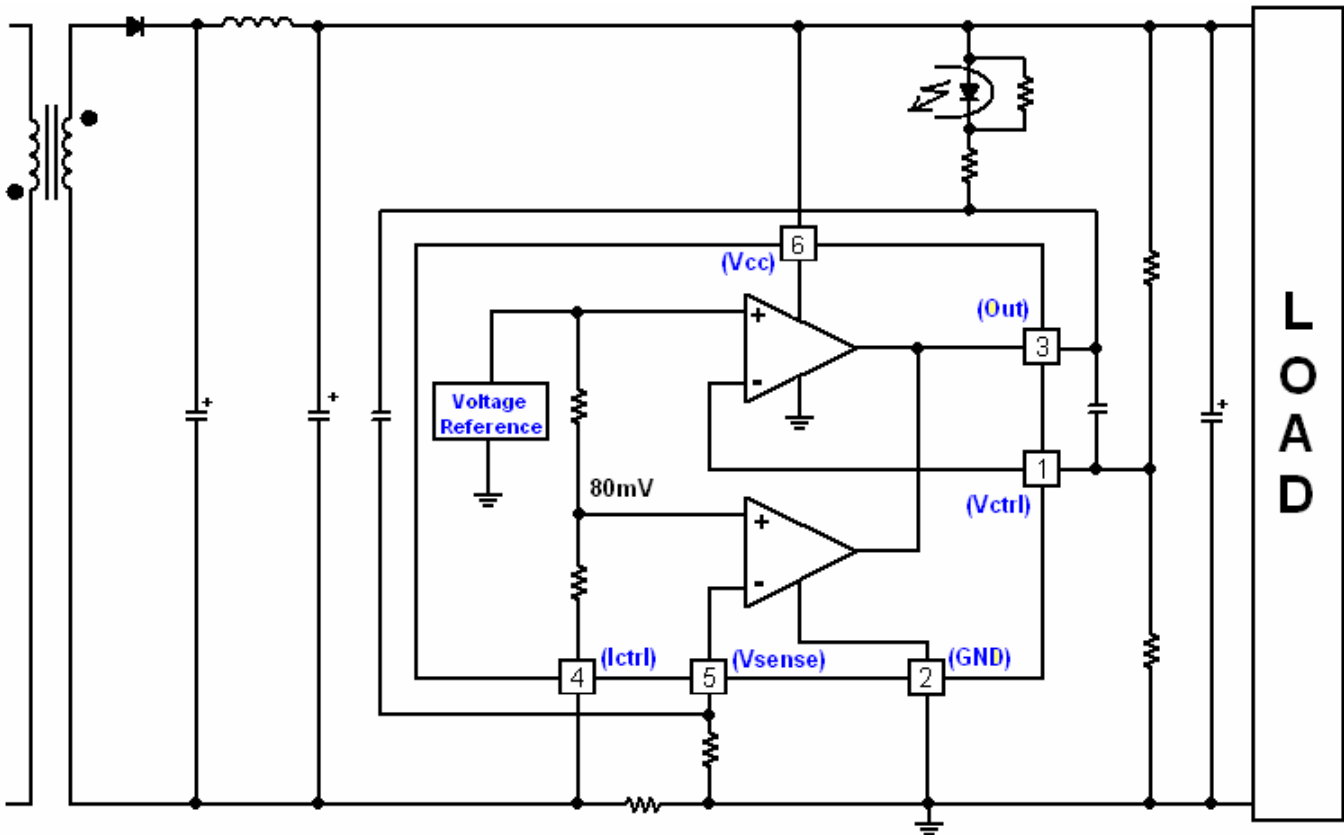 +
+
+
6
(Vcc)
(Out)
3
+
-
Voltage
Reference
1
(Vctrl)
80mV
+
-
4
(Ictrl)
5
(Vsense)
2
(GND)
L
O
A
D